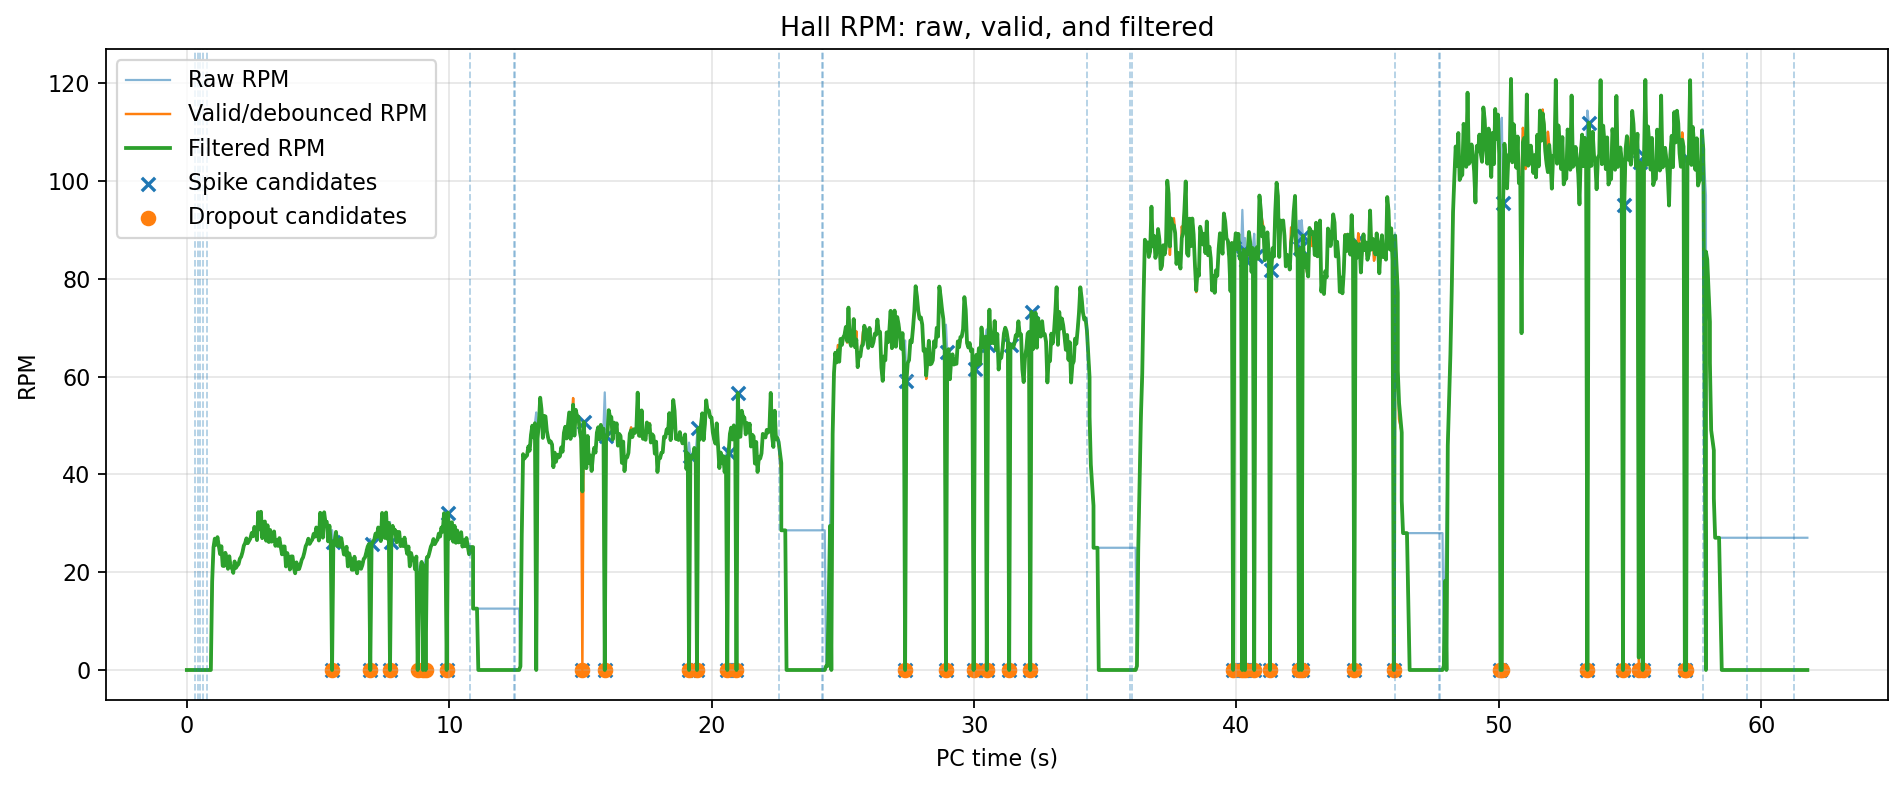 Hall RPM: raw, valid, and filtered
Raw RPM
Valid/debounced RPM
Filtered RPM
Spike candidates
Dropout candidates
RPM
120
100
80
60
40
20
0
0 10 20 30 40 50 60
PC time (s)